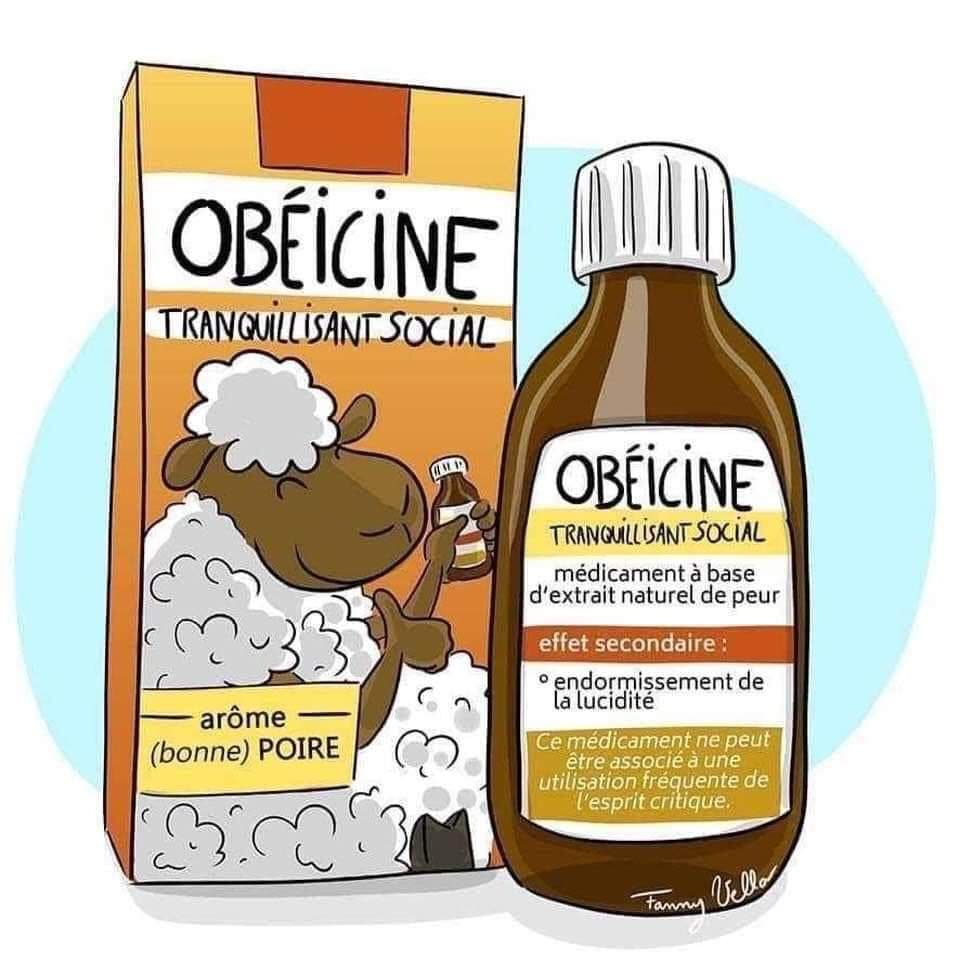 OBÉICINE
TRANQUILLISANT SOCIAL
arôme
(bonne) POIRE
OBÉICINE
TRANQUILLISANT SOCIAL
médicament à base
d'extrait naturel de peur
effet secondaire :
° endormissement de
la lucidité
Ce médicament ne peut
être associé à une
utilisation fréquente de
l'esprit critique.
Fanny Vella